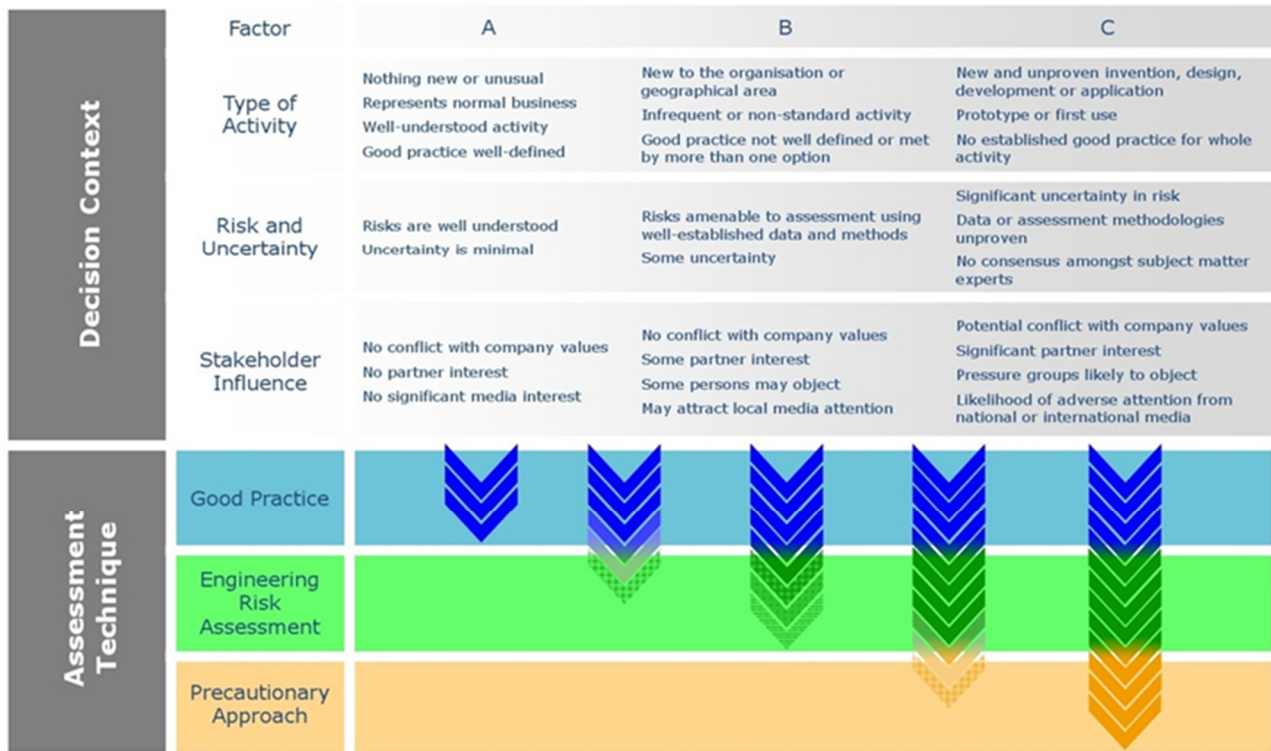 Factor A B C
Decision Context
Type of
Activity
Nothing new or unusual
Represents normal business
Well-understood activity
Good practice well-defined
New to the organisation or
geographical area
Infrequent or non-standard activity
Good practice not well defined or met
by more than one option
New and unproven invention, design,
development or application
Prototype or first use
No established good practice for whole
activity
Risk and
Uncertainty
Risks are well understood
Uncertainty is minimal
Risks amenable to assessment using
well-established data and methods
Some uncertainty
Significant uncertainty in risk
Data or assessment methodologies
unproven
No consensus amongst subject matter
experts
Stakeholder
Influence
No conflict with company values
No partner interest
No significant media interest
No conflict with company values
Some partner interest
Some persons may object
May attract local media attention
Potential conflict with company values
Significant partner interest
Pressure groups likely to object
Likelihood of adverse attention from
national or international media
Assessment
Technique
Good Practice
Engineering
Risk
Assessment
Precautionary
Approach